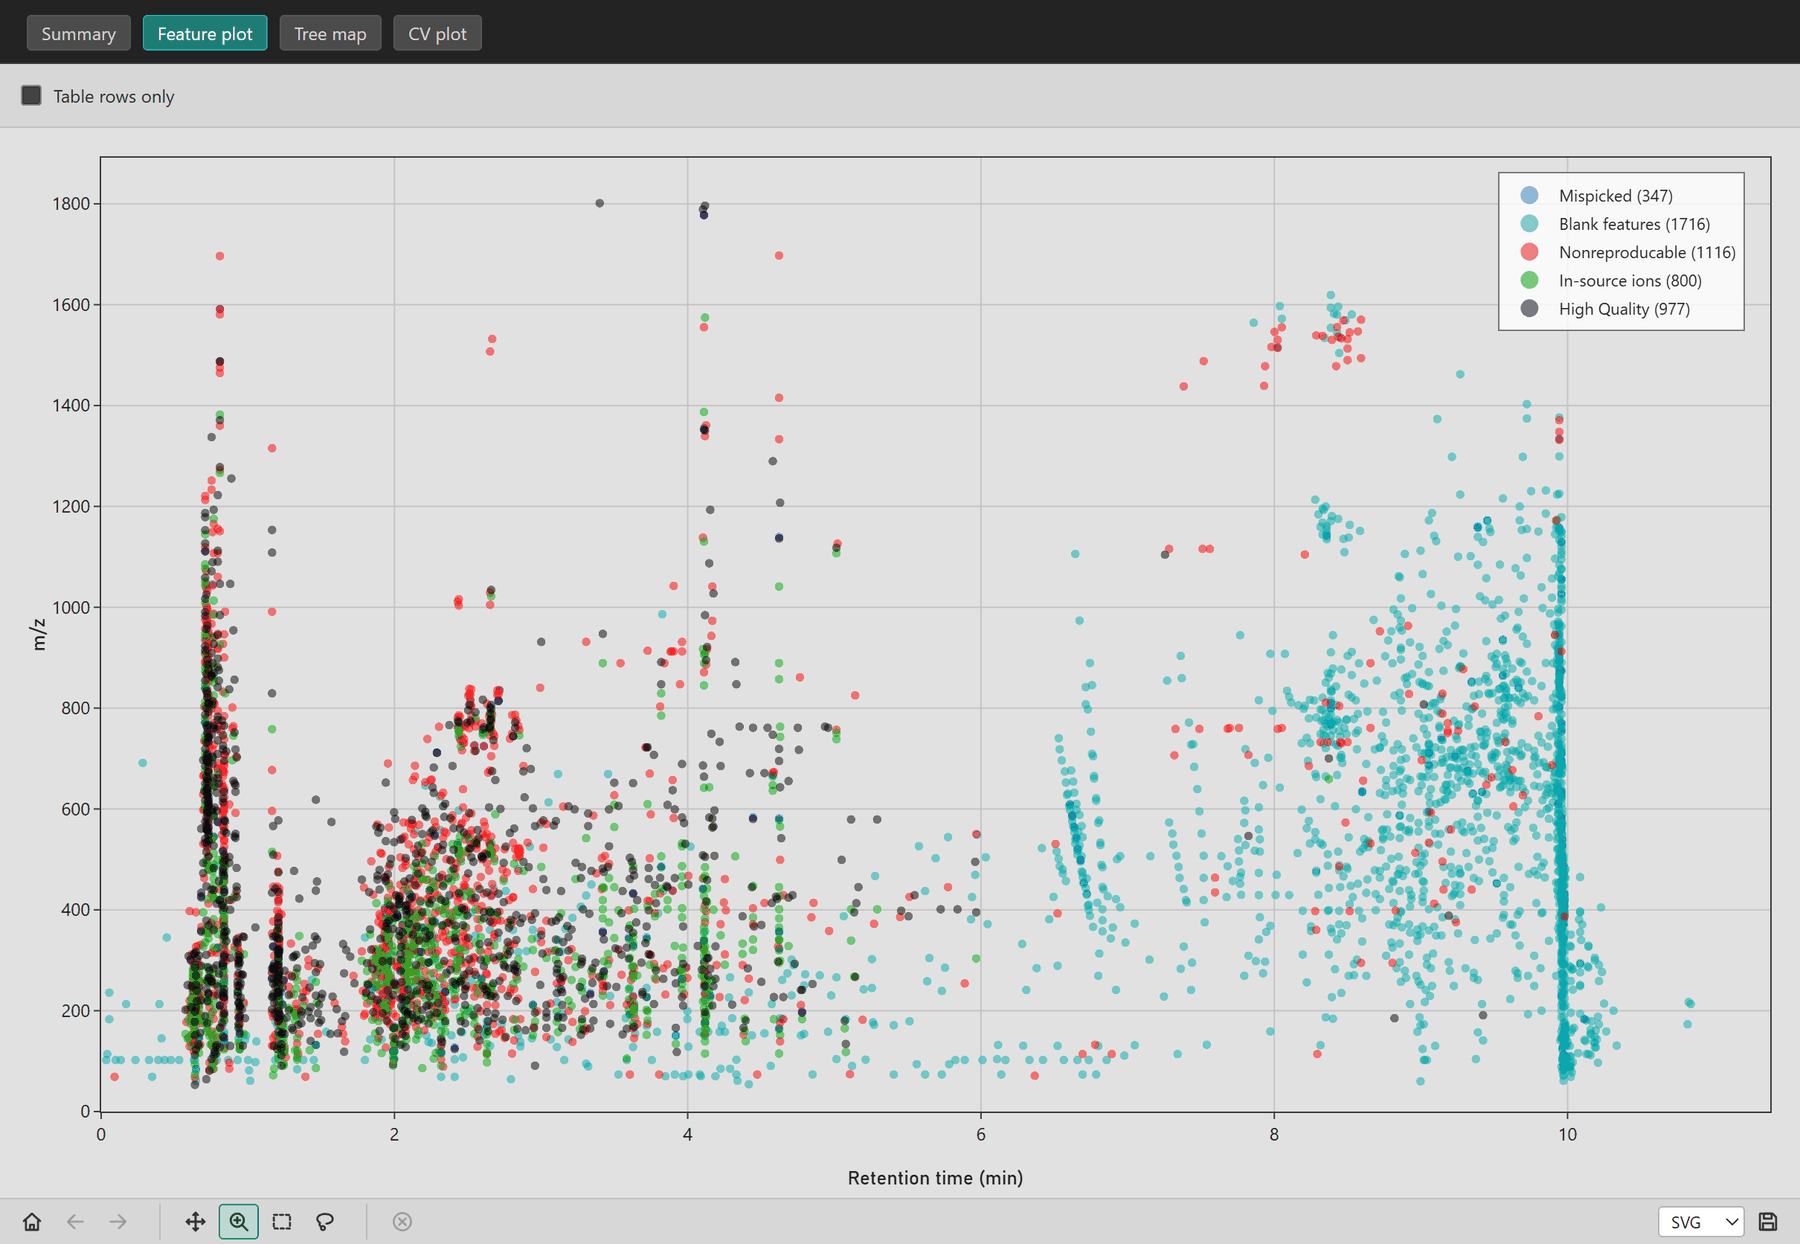 Summary Feature plot Tree map CV plot
Table rows only
Mispicked (347)
Blank features (1716)
Nonreproducable (1116)
In-source ions (800)
High Quality (977)
1800
1600
1400
1200
1000
800
600
400
200
0
m/z
0 2 4 6 8 10
Retention time (min)
SVG